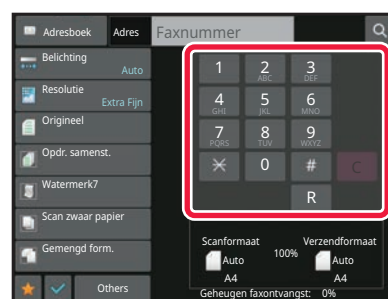 Adresboek Adres Faxnummer
Belichting
Auto
Resolutie
Extra Fijn
Origineel
Opdr. samenst.
Watermerk7
Scan zwaar papier
Gemengd form.
Others
1 2 3
ABC DEF
4 5 6
GHI JKL MNO
7 8 9
PQRS TUV WXYZ
0 # C
R
Scanformaat Verzendformaat
Auto 100% Auto
A4 A4
Geheugen faxontvangst: 0%